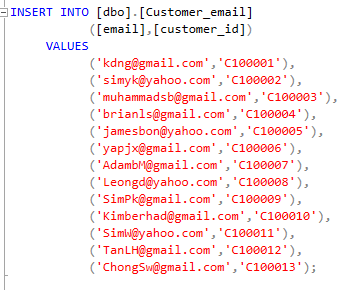 INSERT INTO [dbo].[Customer_email]
([email],[customer_id])
VALUES
('kdng@gmail.com','C100001'),
('simyk@yahoo.com','C100002'),
('muhammadsb@gmail.com','C100003'),
('brianls@gmail.com','C100004'),
('jamesbon@yahoo.com','C100005'),
('yapjx@gmail.com','C100006'),
('AdambM@gmail.com','C100007'),
('Leongd@yahoo.com','C100008'),
('SimPk@gmail.com','C100009'),
('Kimberhad@gmail.com','C100010'),
('SimW@yahoo.com','C100011'),
('TanLH@gmail.com','C100012'),
('ChongSw@gmail.com','C100013');